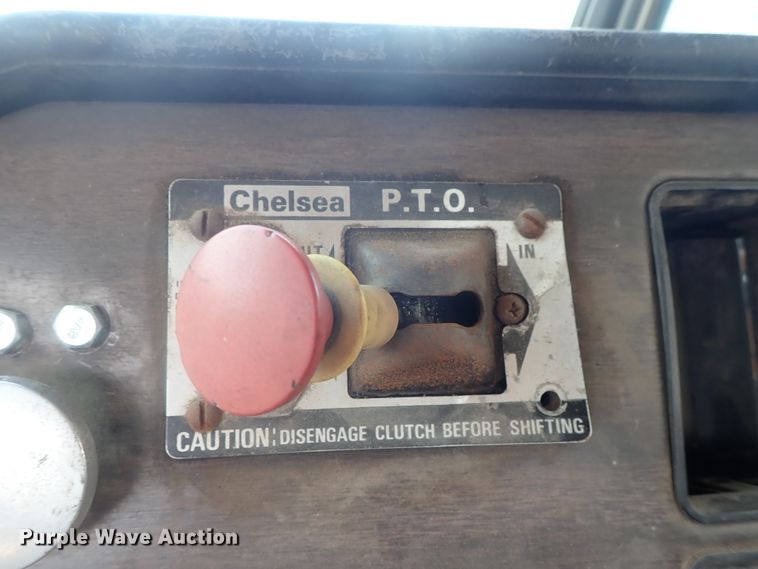 Chelsea P.T.O.
IN
CAUTION: DISENGAGE CLUTCH BEFORE SHIFTING
Purple Wave Auction